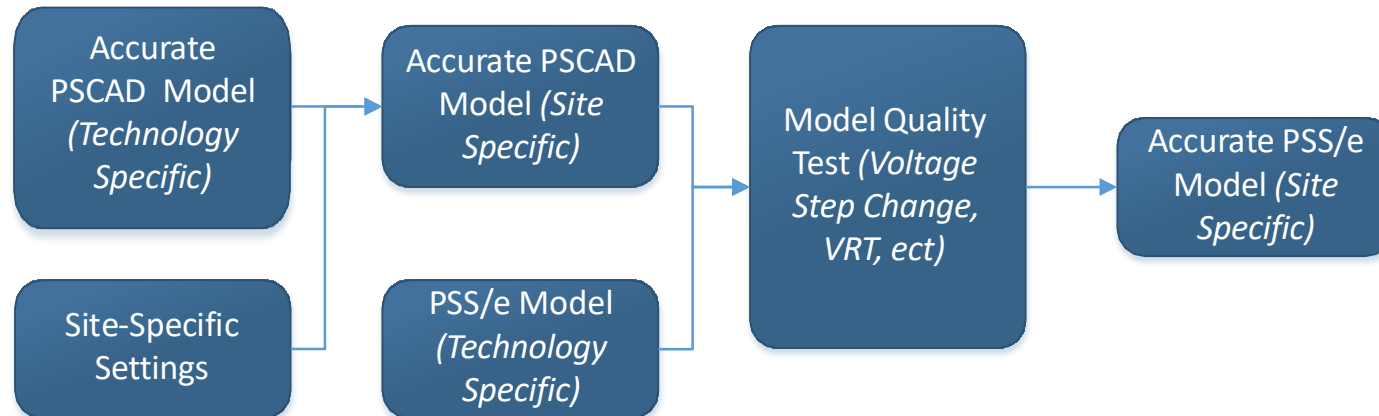 Accurate
PSCAD Model
(Technology
Specific)
Site-Specific
Settings
Accurate PSCAD
Model (Site
Specific)
PSS/e Model
(Technology
Specific)
Model Quality
Test (Voltage
Step Change,
VRT, ect)
Accurate PSS/e
Model (Site
Specific)